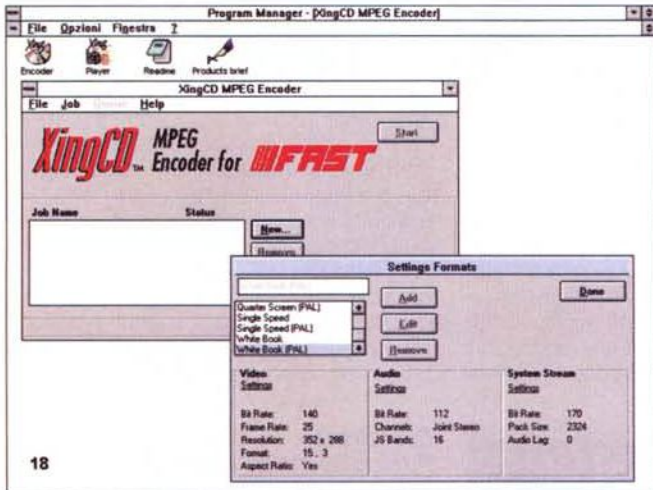 Program Manager - [XingCD MPEG Encoder]
File Opzioni Finestra ?
Encoder Player Readme Products brief
XingCD MPEG Encoder
File Job Help
XingCD™ MPEG Encoder for FAST
Start
Job Name Status
New...
Remove
Settings Formats
Add
Done
Quarter Screen (PAL)
Single Speed
Edit
Single Speed (PAL)
White Book
Remove
White Book (PAL)
Video Audio System Stream
Settings Settings Settings
Bit Rate: 140 Bit Rate: 112 Bit Rate: 170
Frame Rate: 25 Channels: Joint Stereo Pack Size: 2324
Resolution: 352 x 288 JS Bands: 16 Audio Lag: 0
Format: 15 . 3
Aspect Ratio: Yes
18